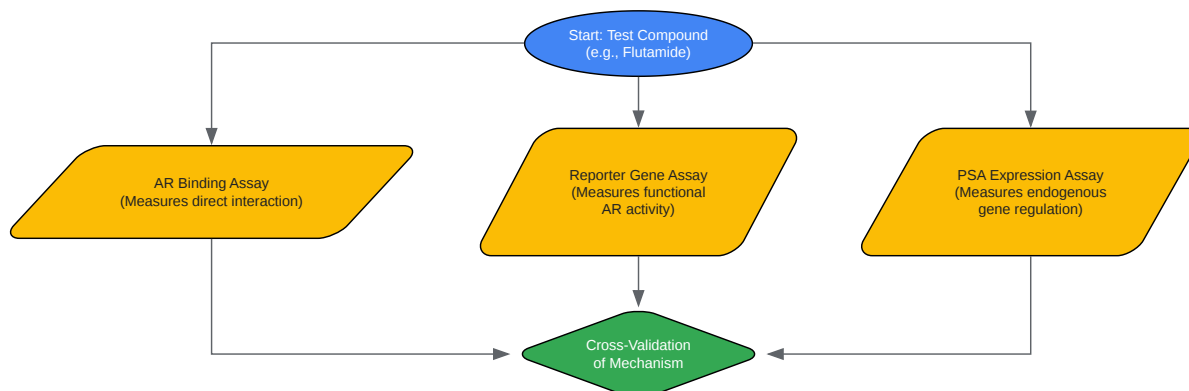 Start: Test Compound
(e.g., Flutamide)
AR Binding Assay
(Measures direct interaction)
Reporter Gene Assay
(Measures functional
AR activity)
PSA Expression Assay
(Measures endogenous
gene regulation)
Cross-Validation
of Mechanism